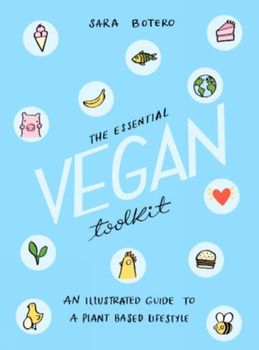 SARA BOTERO
THE ESSENTIAL
VEGAN
toolkit
AN ILLUSTRATED GUIDE TO
A PLANT BASED LIFESTYLE